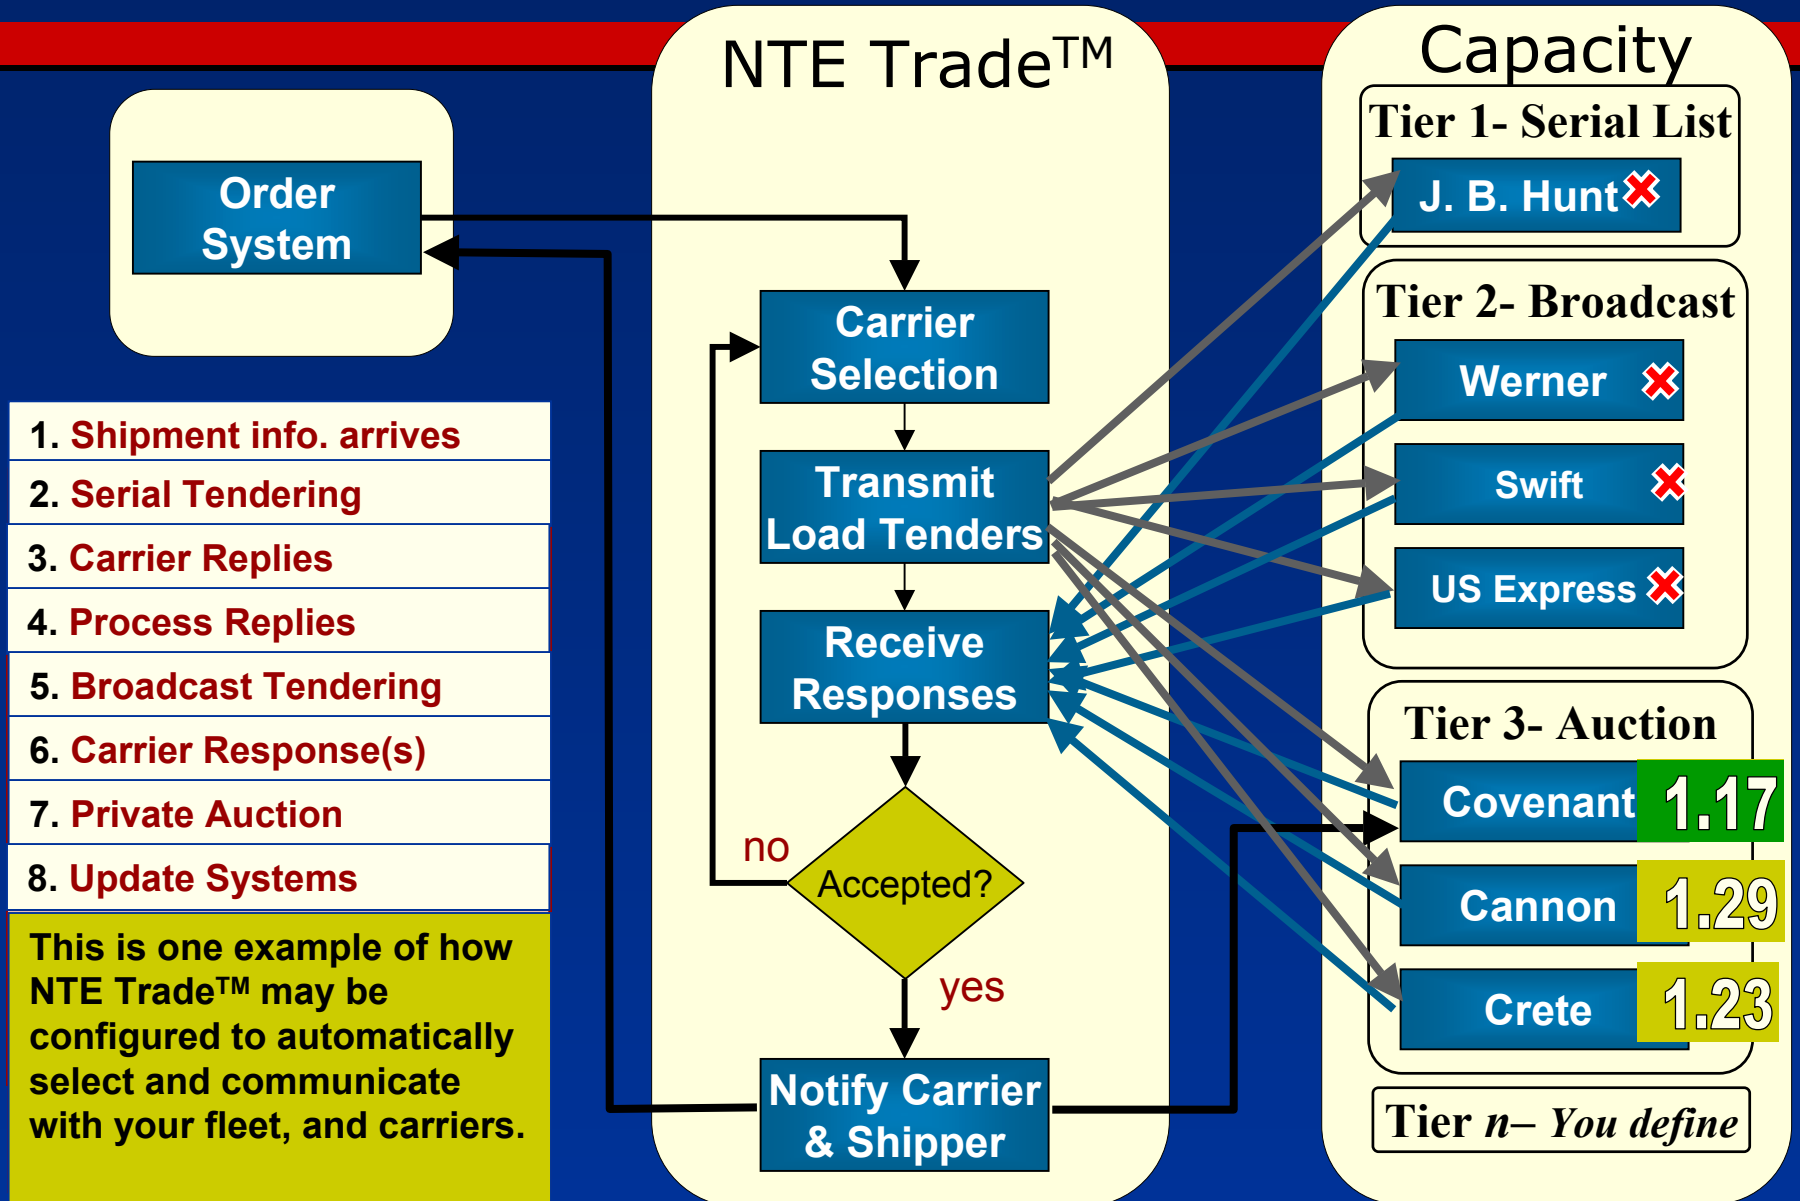 NTE Trade™
Capacity
Order
System
Carrier
Selection
Transmit
Load Tenders
Receive
Responses
no
Accepted?
yes
Notify Carrier
& Shipper
Tier 1- Serial List
J. B. Hunt
Tier 2- Broadcast
Werner
Swift
US Express
Tier 3- Auction
Covenant 1.17
Cannon 1.29
Crete 1.23
Tier n– You define
1. Shipment info. arrives
2. Serial Tendering
3. Carrier Replies
4. Process Replies
5. Broadcast Tendering
6. Carrier Response(s)
7. Private Auction
8. Update Systems
This is one example of how
NTE Trade™ may be
configured to automatically
select and communicate
with your fleet, and carriers.